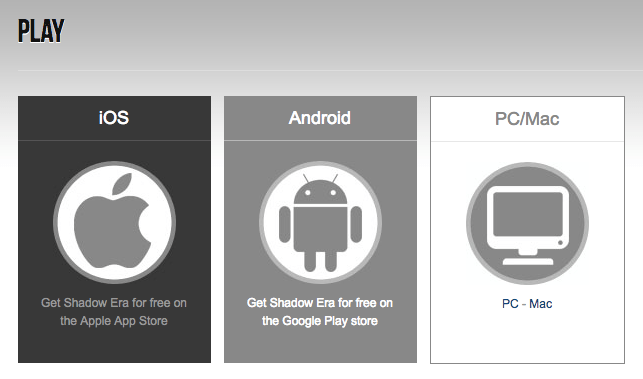 PLAY
iOS
Get Shadow Era for free on
the Apple App Store
Android
Get Shadow Era for free on
the Google Play store
PC/Mac
PC - Mac